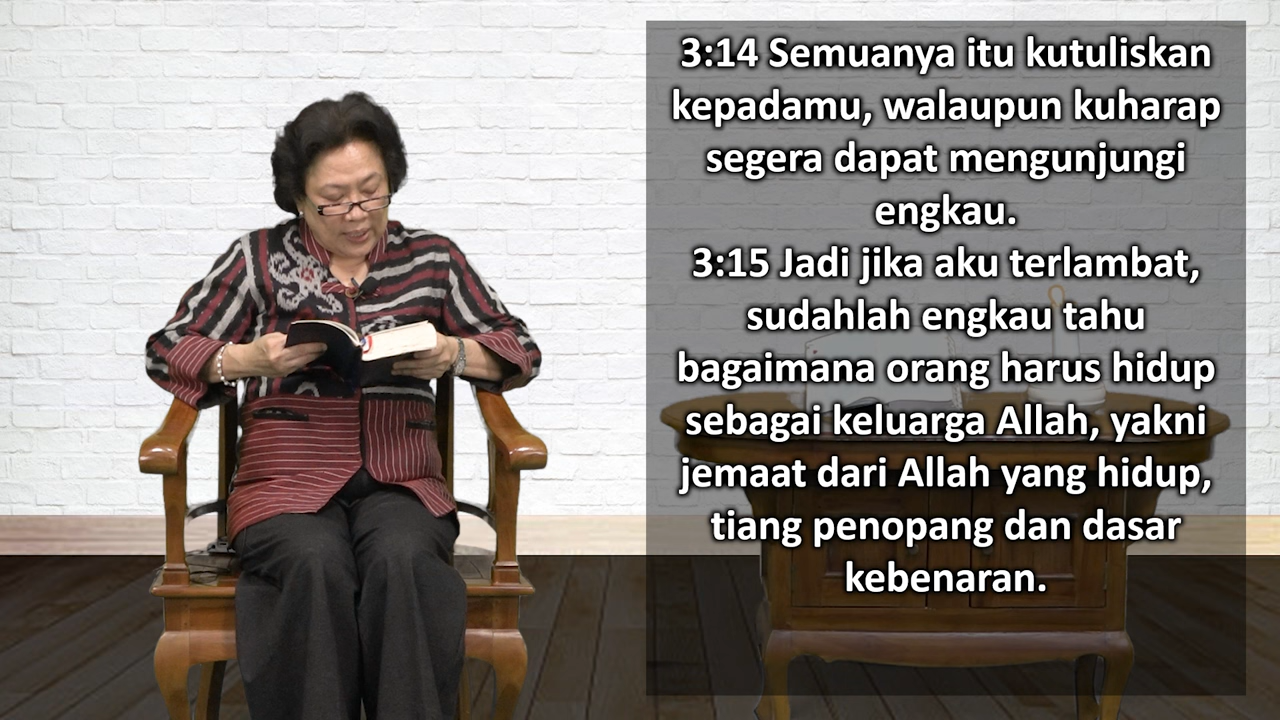 3:14 Semuanya itu kutuliskan
kepadamu, walaupun kuharap
segera dapat mengunjungi
engkau.
3:15 Jadi jika aku terlambat,
sudahlah engkau tahu
bagaimana orang harus hidup
sebagai keluarga Allah, yakni
jemaat dari Allah yang hidup,
tiang penopang dan dasar
kebenaran.